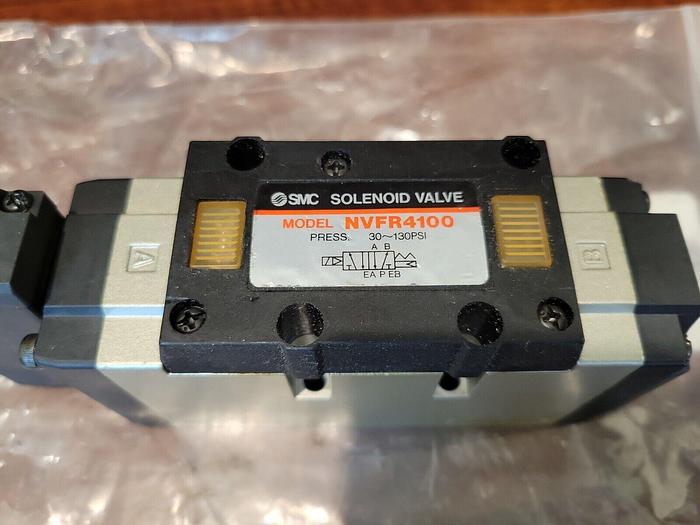 SMC SOLENOID VALVE
MODEL NVFR4100
PRESS. 30~130PSI
A B
EA P EB
A
B